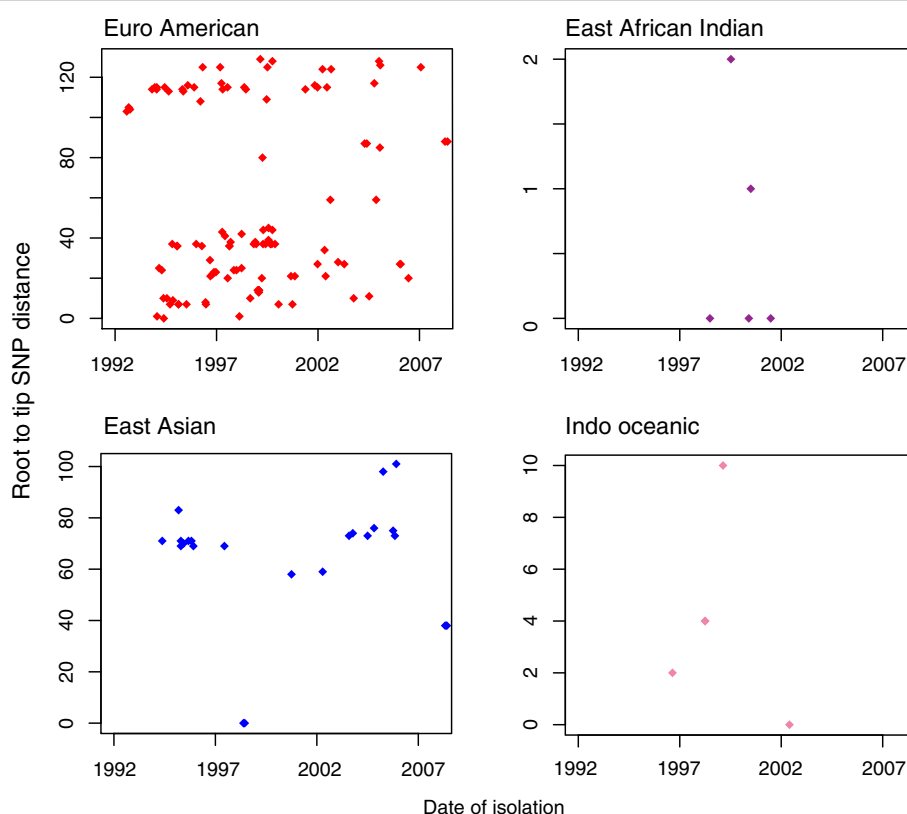 Euro American
East African Indian
120
80
40
0
2
1
0
1992 1997 2002 2007
1992 1997 2002 2007
Root to tip SNP distance
East Asian
Indo oceanic
100
80
60
40
20
0
10
8
6
4
2
0
1992 1997 2002 2007
1992 1997 2002 2007
Date of isolation